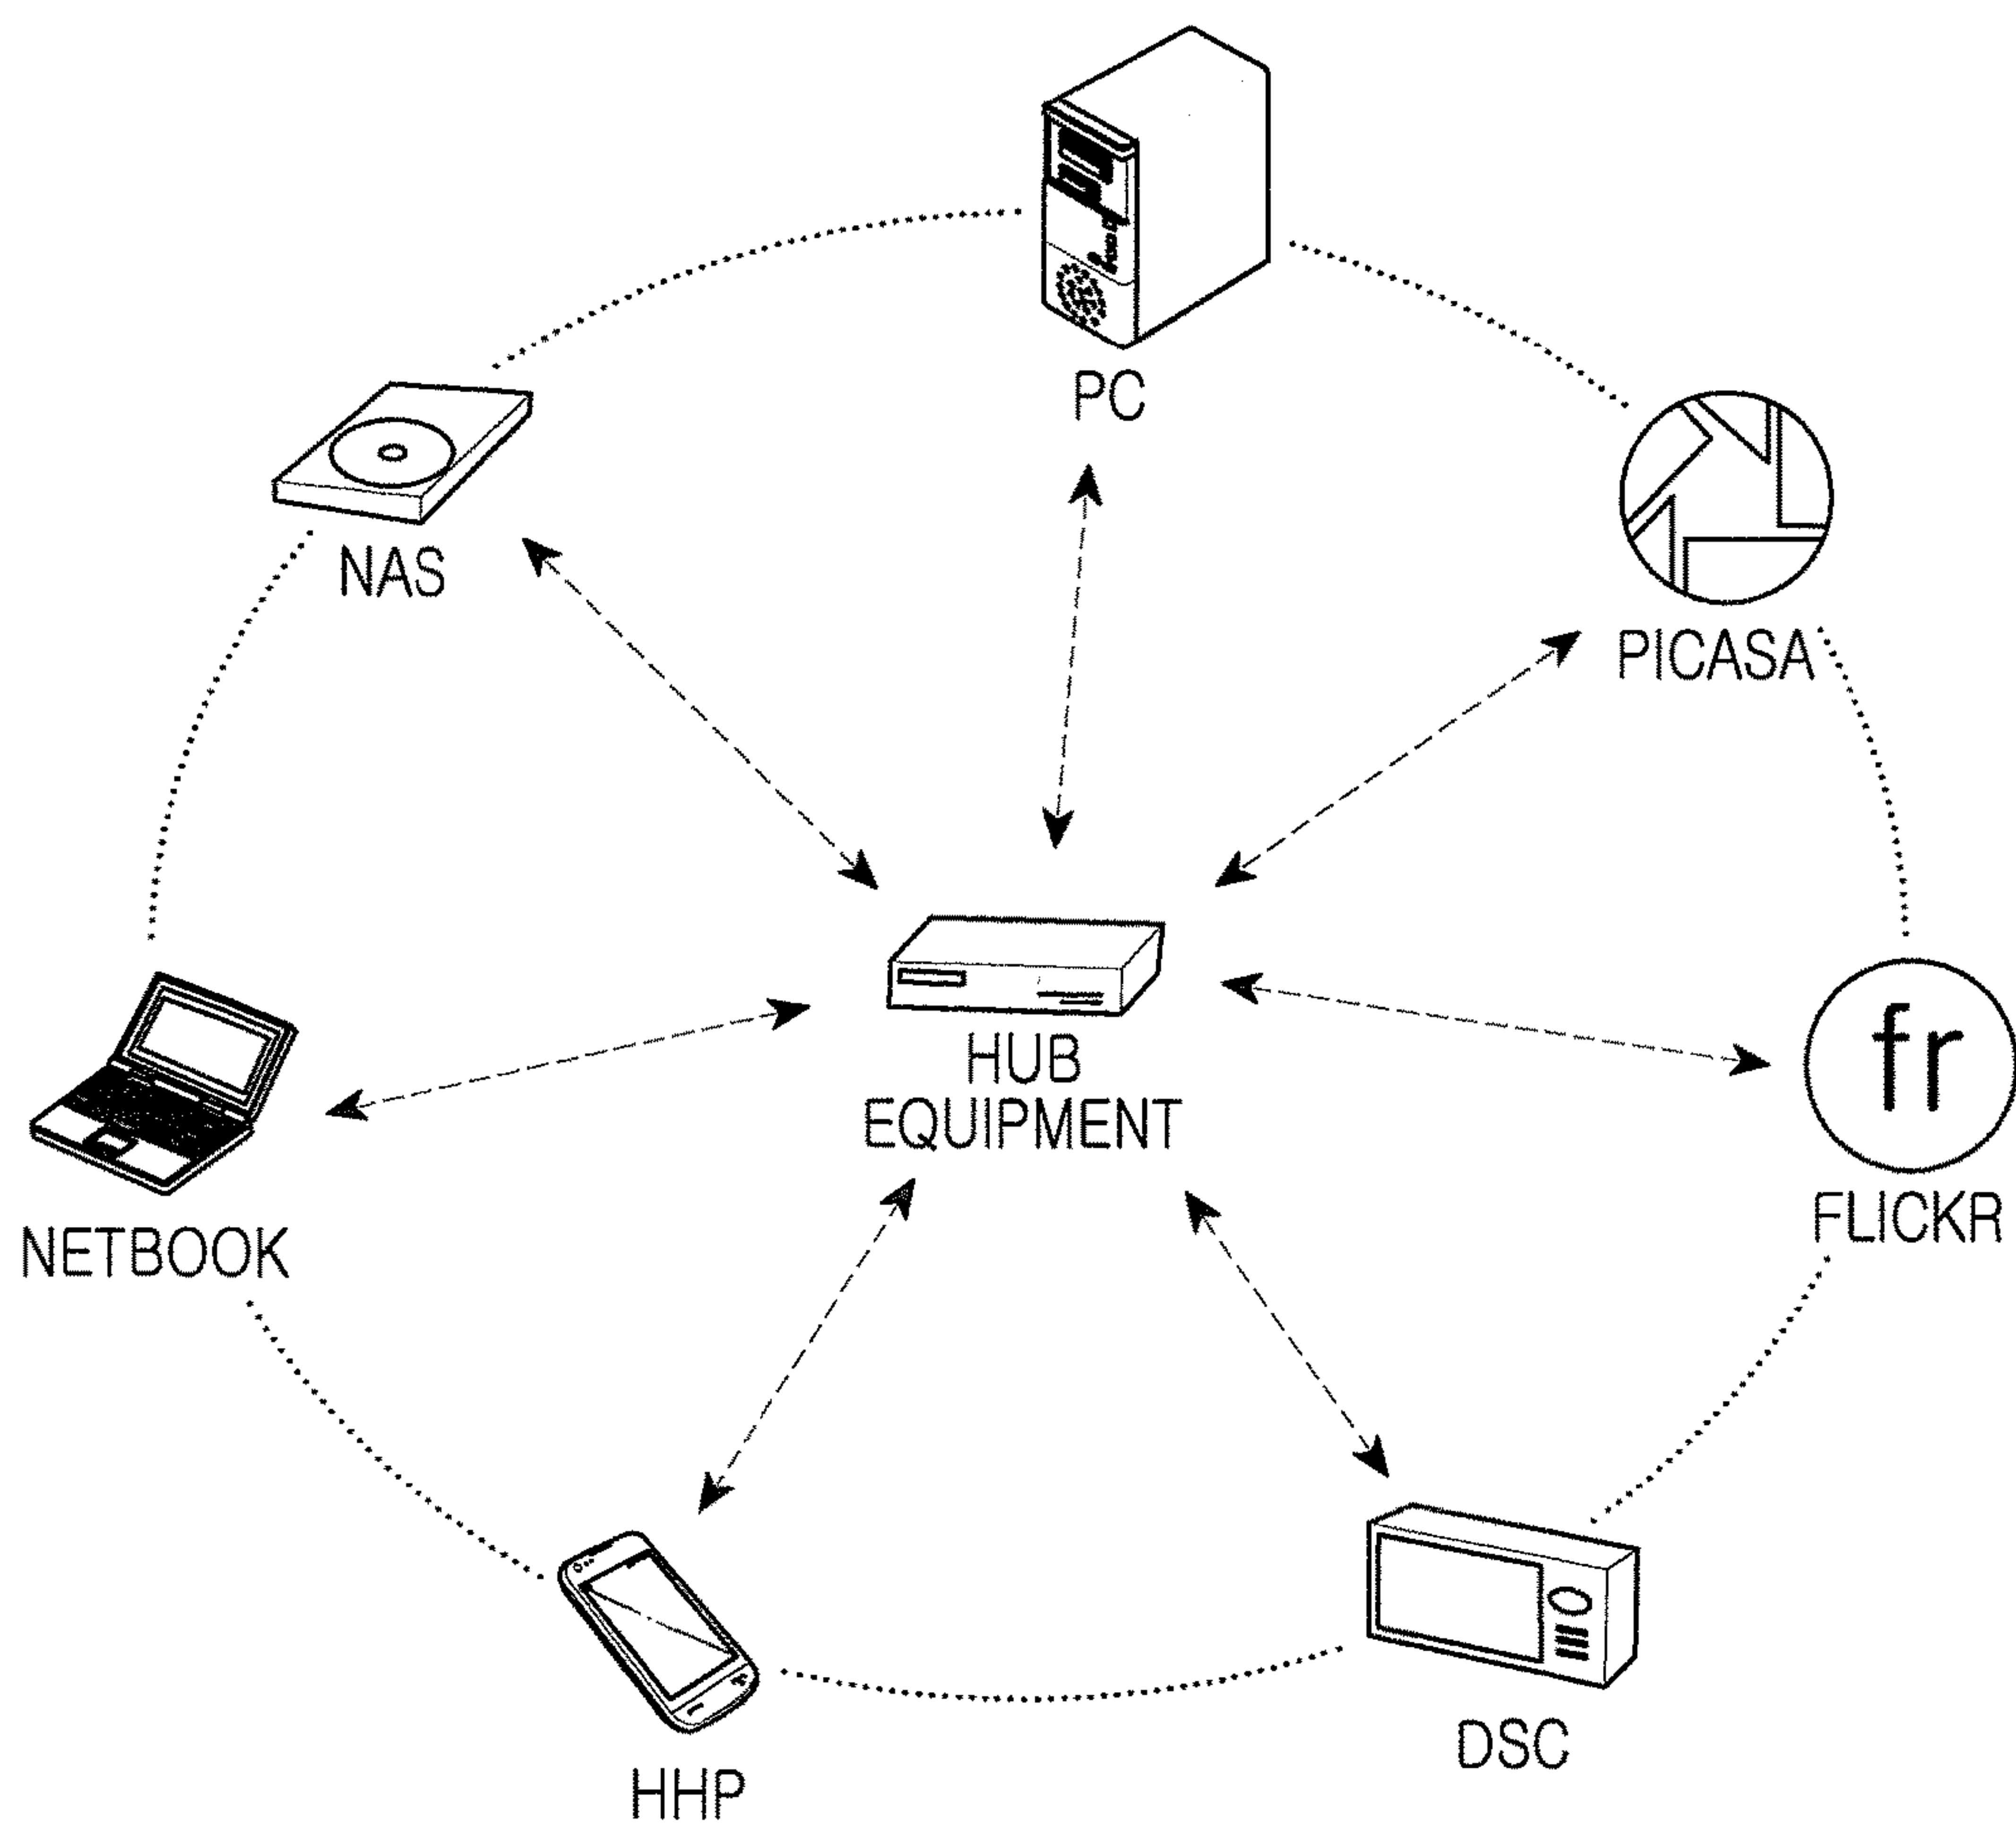 PC
NAS
PICASA
HUB
EQUIPMENT
fr
FLICKR
NETBOOK
DSC
HHP